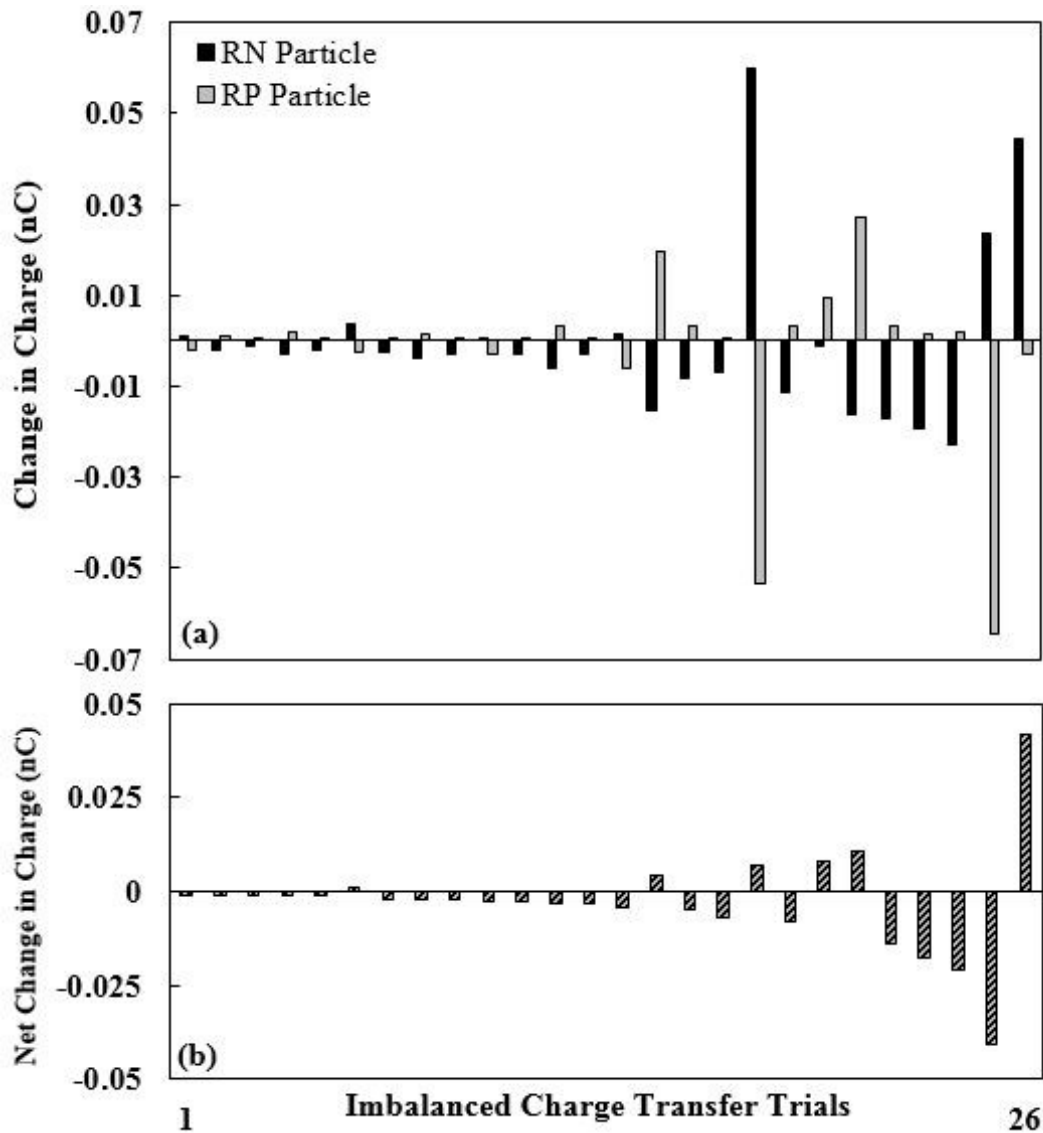 0.07
RN Particle
RP Particle
0.05
0.03
0.01
-0.01
-0.03
-0.05
-0.07
Change in Charge (nC)
(a)
0.05
0.025
0
-0.025
-0.05
Net Change in Charge (nC)
(b)
1
Imbalanced Charge Transfer Trials
26